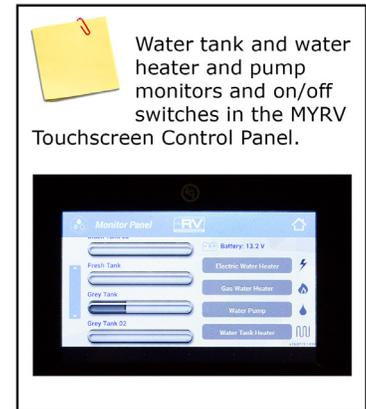 Water tank and water
heater and pump
monitors and on/off
switches in the MYRV
Touchscreen Control Panel.
Monitor Panel
RV
Battery: 13.2 V
Fresh Tank
Electric Water Heater
Gas Water Heater
Grey Tank
Water Pump
Grey Tank 02
Water Tank Heater